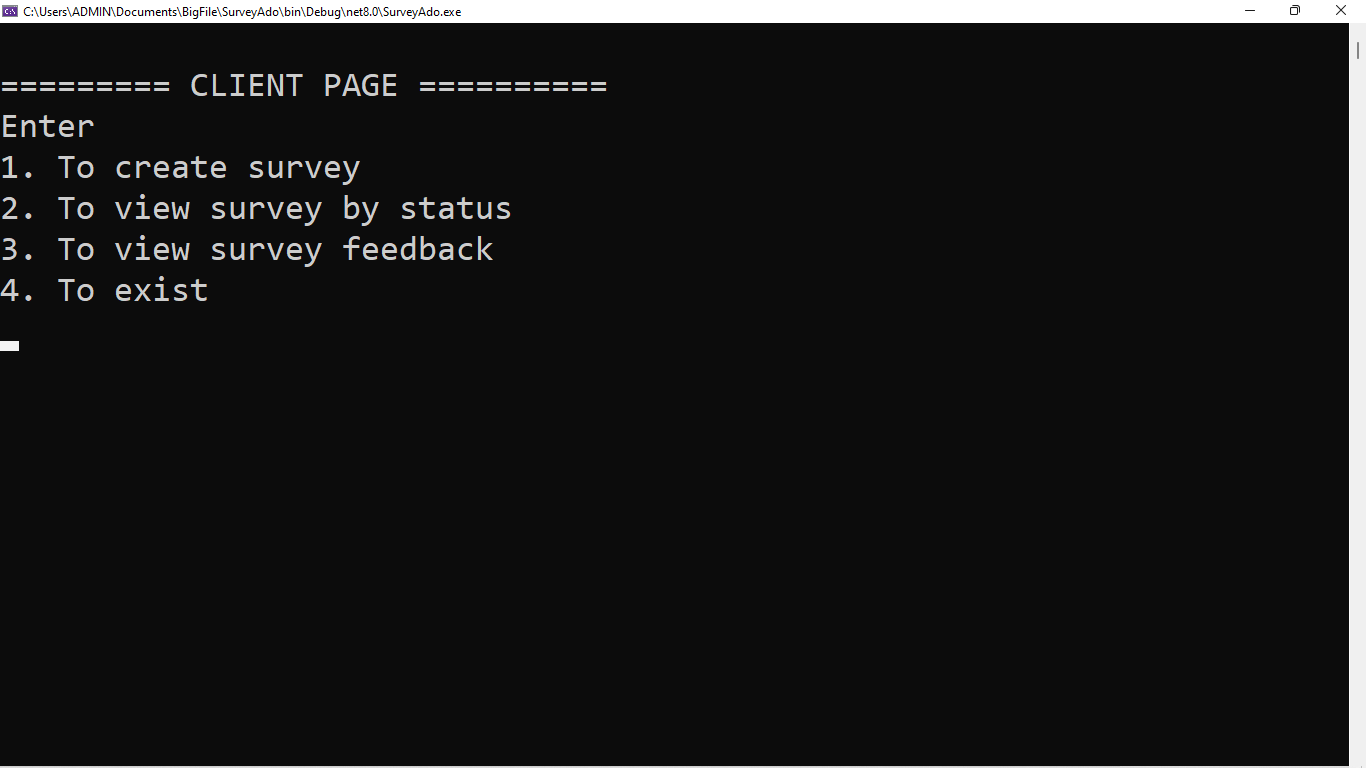 C:\Users\ADMIN\Documents\BigFile\SurveyAdo\bin\Debug\net8.0\SurveyAdo.exe
========= CLIENT PAGE ==========
Enter
1. To create survey
2. To view survey by status
3. To view survey feedback
4. To exist